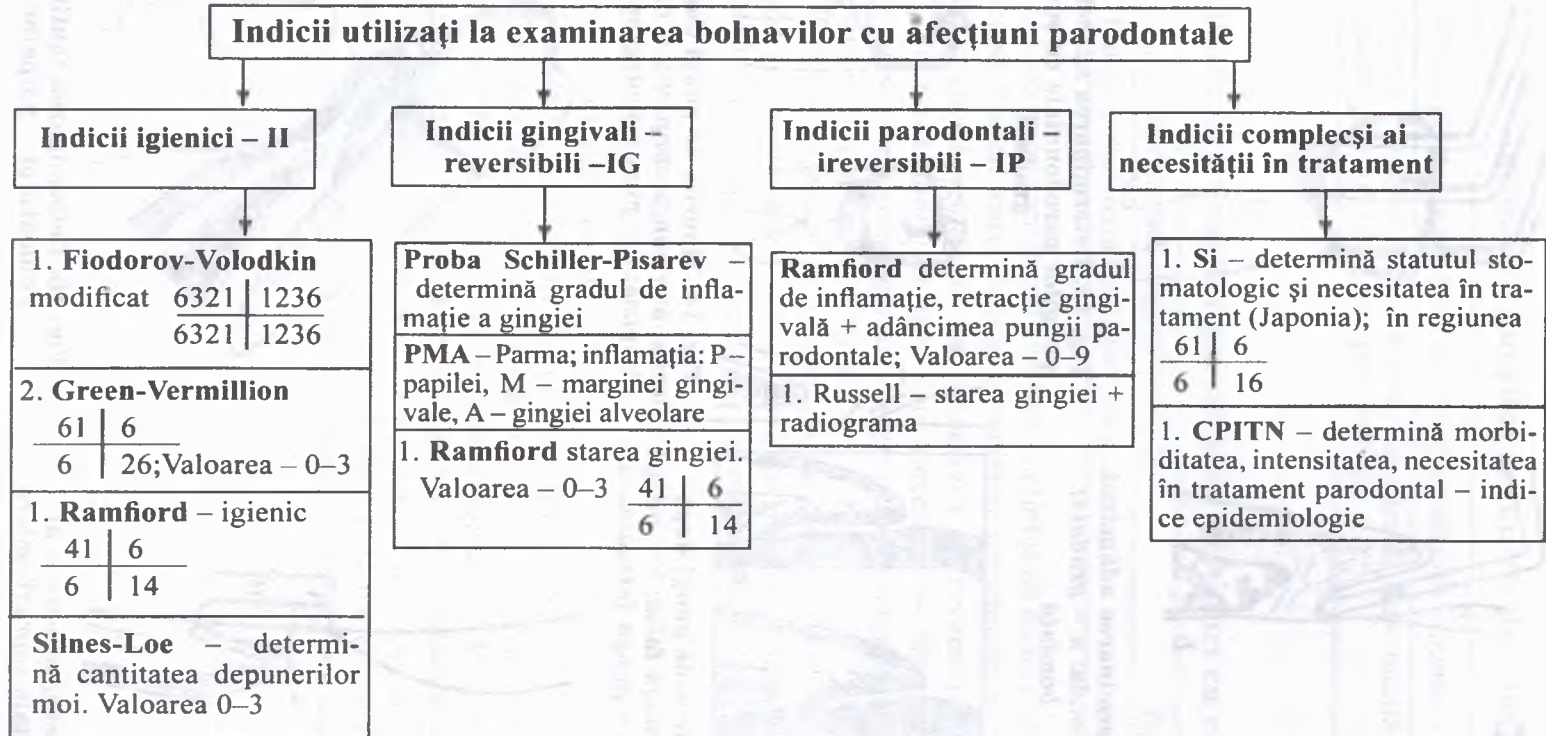 Indicii utilizați la examinarea bolnavilor cu afecțiuni parodontale
Indicii igienici – II
1. Fiodorov-Volodkin
modificat 6321 | 1236
6321 | 1236
2. Green-Vermillion
61 | 6
6 | 26; Valoarea – 0–3
1. Ramfiord – igienic
41 | 6
6 | 14
Silnes-Loe – determi-
nă cantitatea depunerilor
moi. Valoarea 0–3
Indicii gingivali –
reversibili –IG
Proba Schiller-Pisarev –
determină gradul de infla-
mație a gingiei
PMA – Parma; inflamația: P–
papilei, M – marginei gingi-
vale, A – gingiei alveolare
1. Ramfiord starea gingiei.
Valoarea – 0–3 41 | 6
6 | 14
Indicii parodontali –
ireversibili – IP
Ramfiord determină gradul
de inflamație, retracție gingi-
vală + adâncimea pungii pa-
rodontale; Valoarea – 0–9
1. Russell – starea gingiei +
radiograma
Indicii complecși ai
necesității în tratament
1. Si – determină statutul sto-
matologic și necesitatea în tra-
tament (Japonia); în regiunea
61 | 6
6 | 16
1. CPITN – determină morbi-
ditatea, intensitatea, necesitatea
în tratament parodontal – indi-
ce epidemiologie